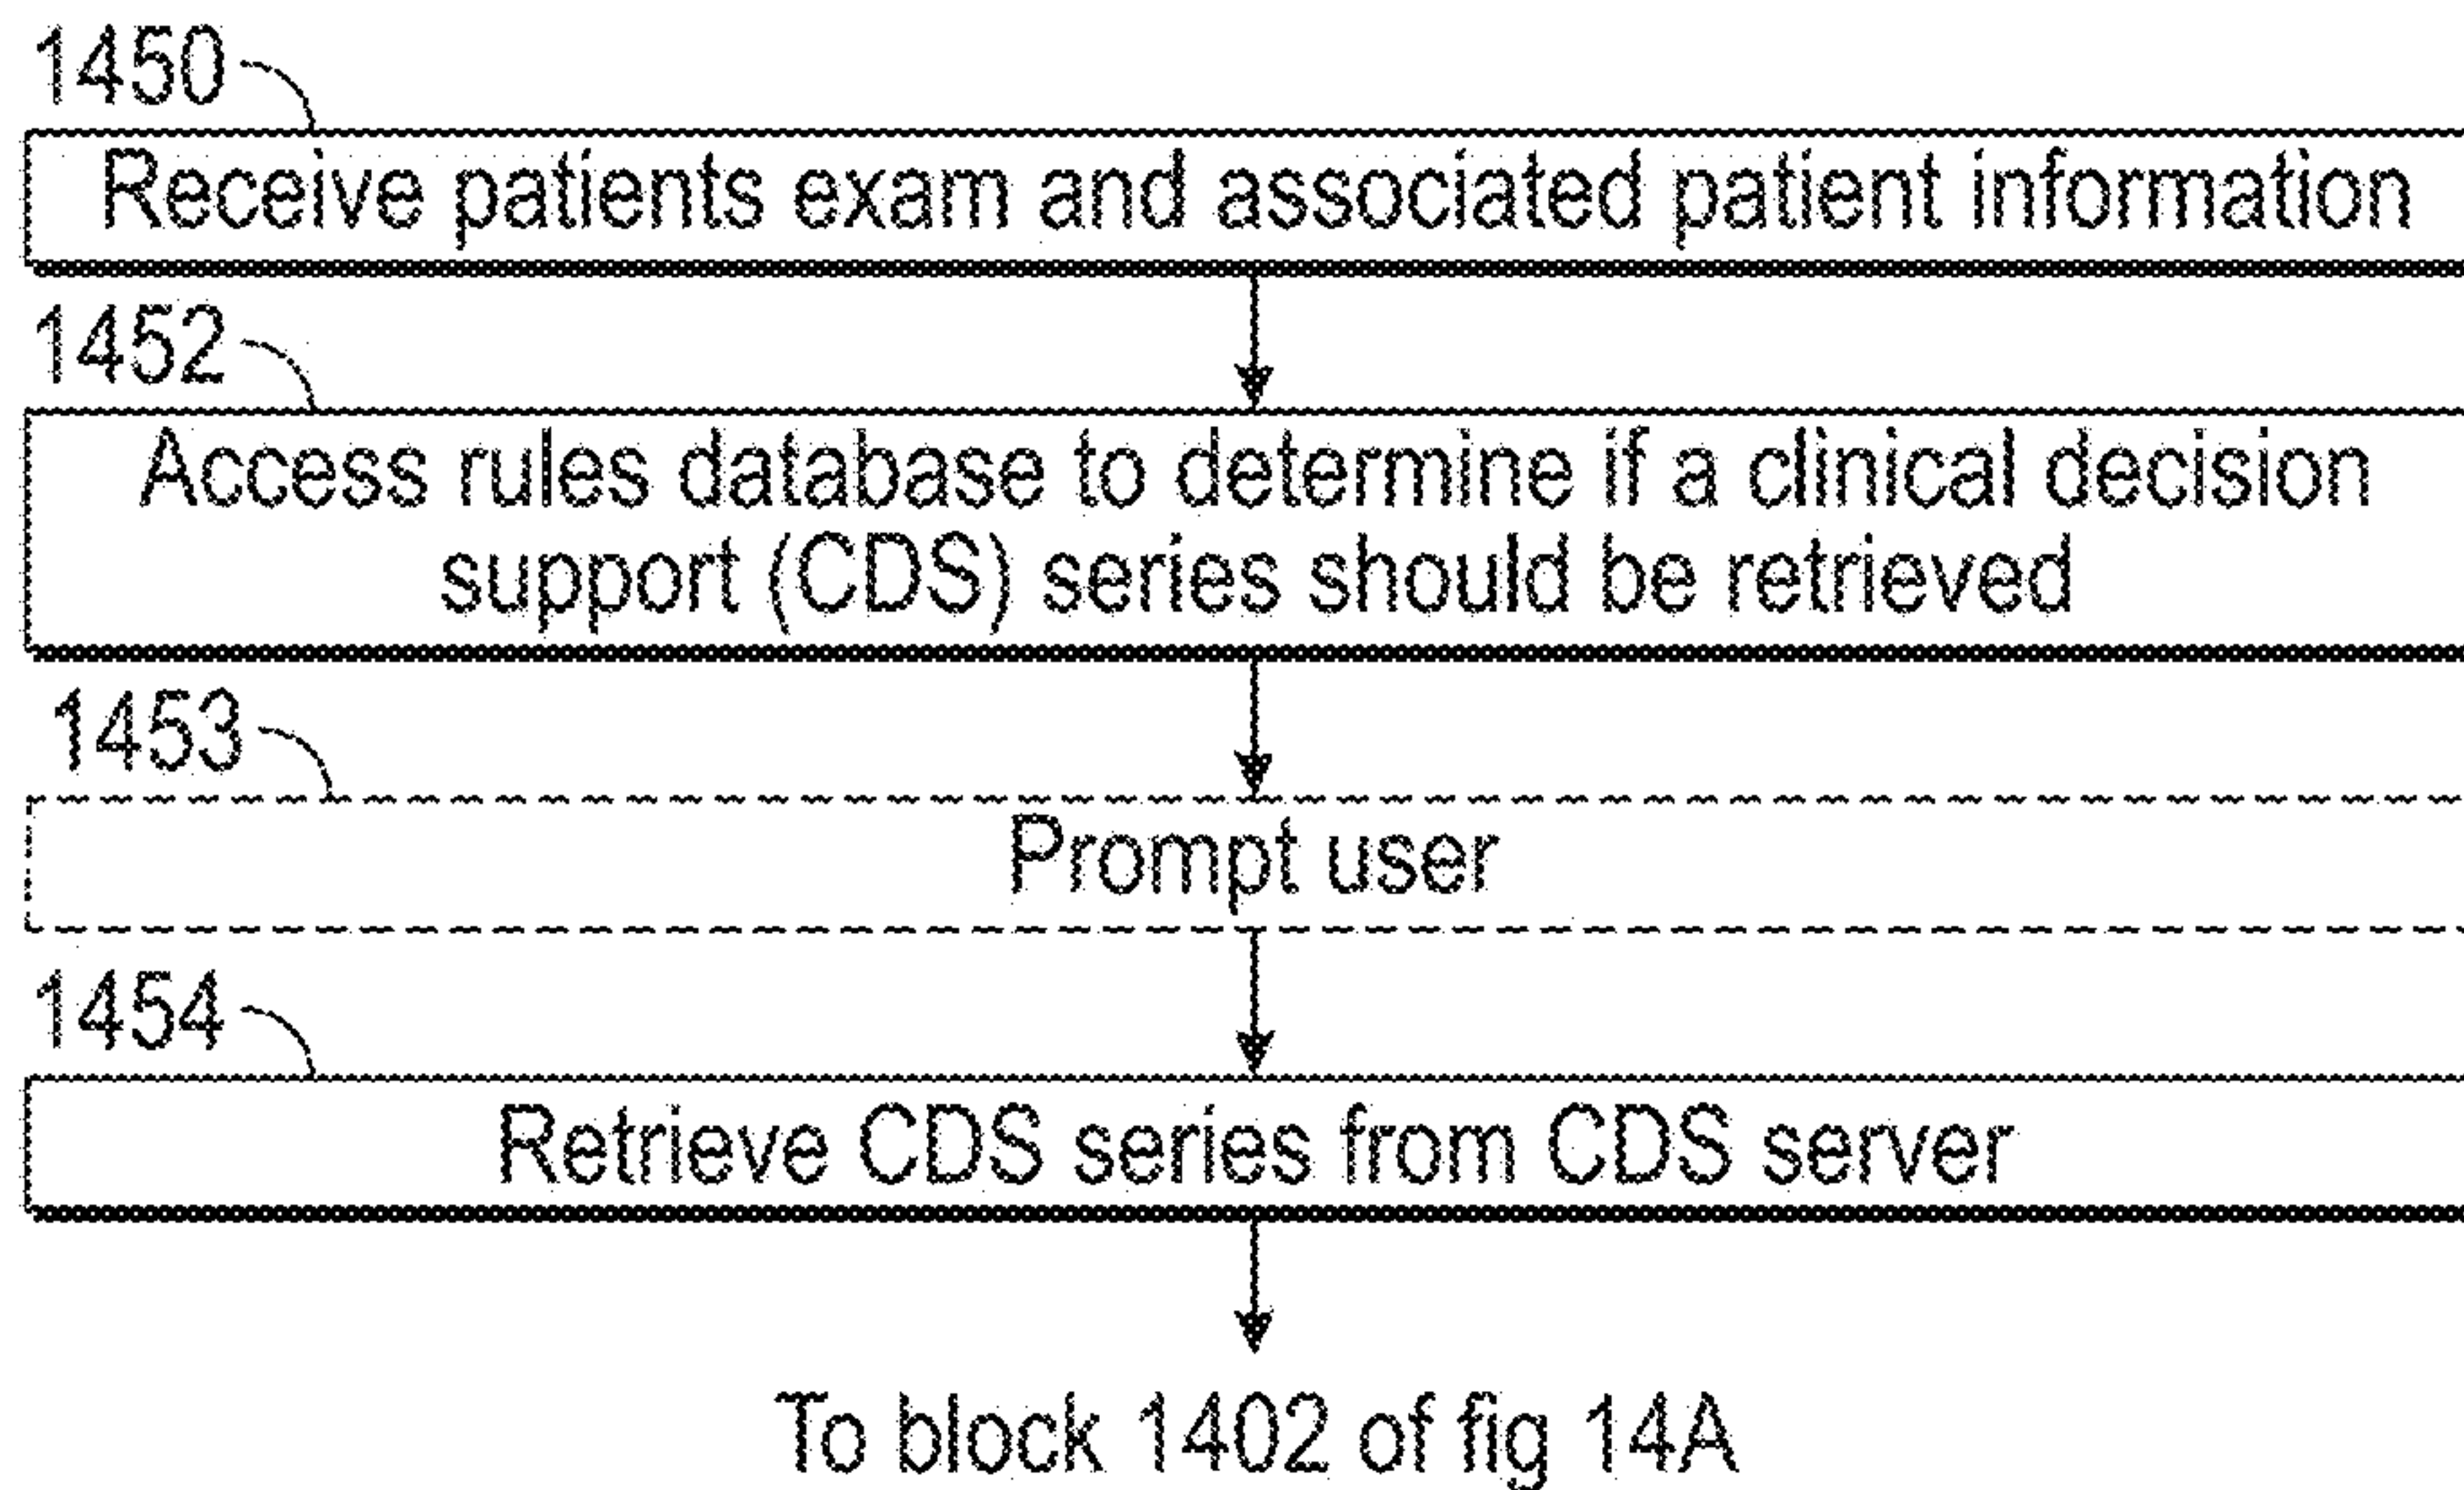 1450
Receive patients exam and associated patient information
1452
Access rules database to determine if a clinical decision
support (CDS) series should be retrieved
1453
Prompt user
1454
Retrieve CDS series from CDS server
To block 1402 of fig 14A